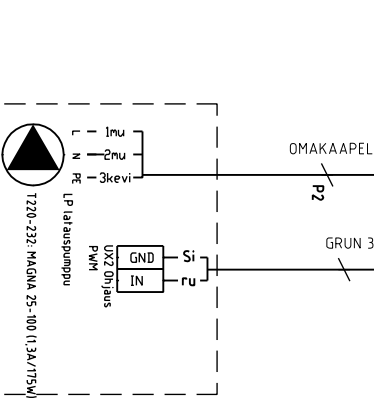 L 1mu
N 2mu
PE 3kevi
OMAKAAPEL
P2
LP latauspumppu
T220-232: MAGNA 25-100 (1,3A/175W)
GND Si
IN ru
UX2 Ohjaus
PWM
GRUN 3